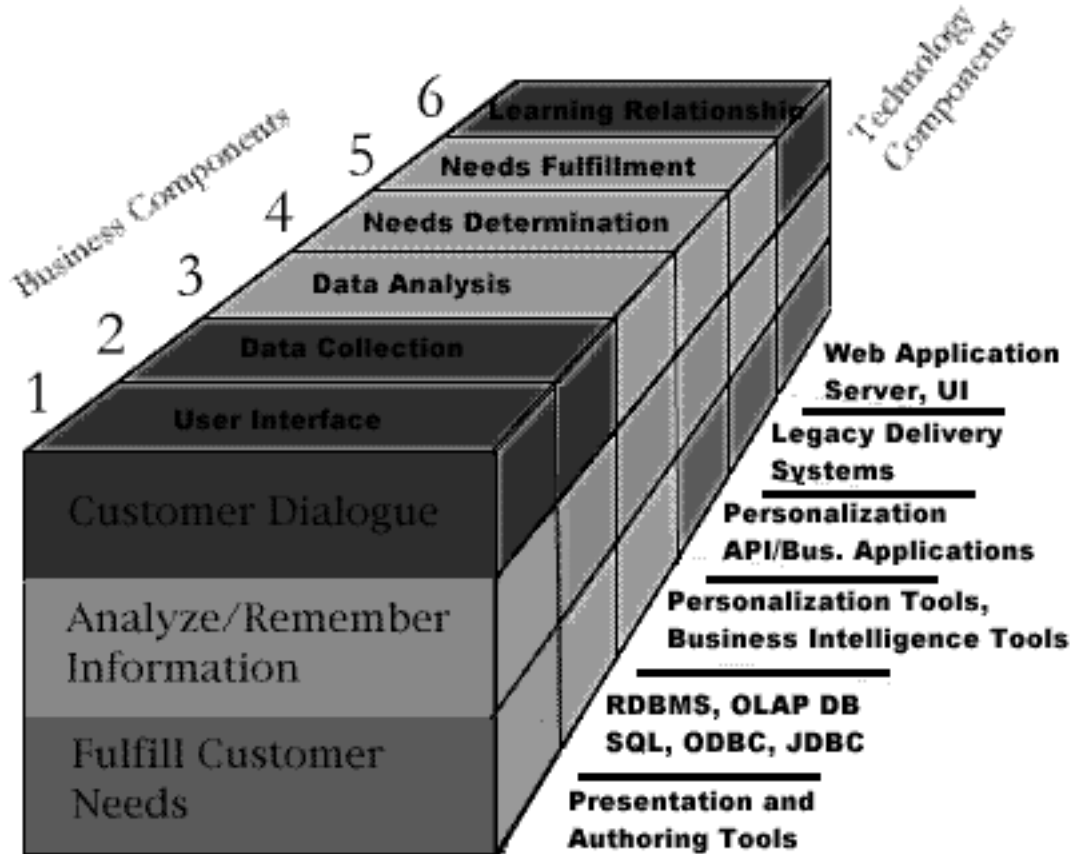 Business Components
Technology
Components
6
Learning Relationship
5
Needs Fulfillment
4
Needs Determination
3
Data Analysis
2
Data Collection
1
User Interface
Customer Dialogue
Analyze/Remember
Information
Fulfill Customer
Needs
Web Application
Server, UI
Legacy Delivery
Systems
Personalization
API/Bus. Applications
Personalization Tools,
Business Intelligence Tools
RDBMS, OLAP DB
SQL, ODBC, JDBC
Presentation and
Authoring Tools